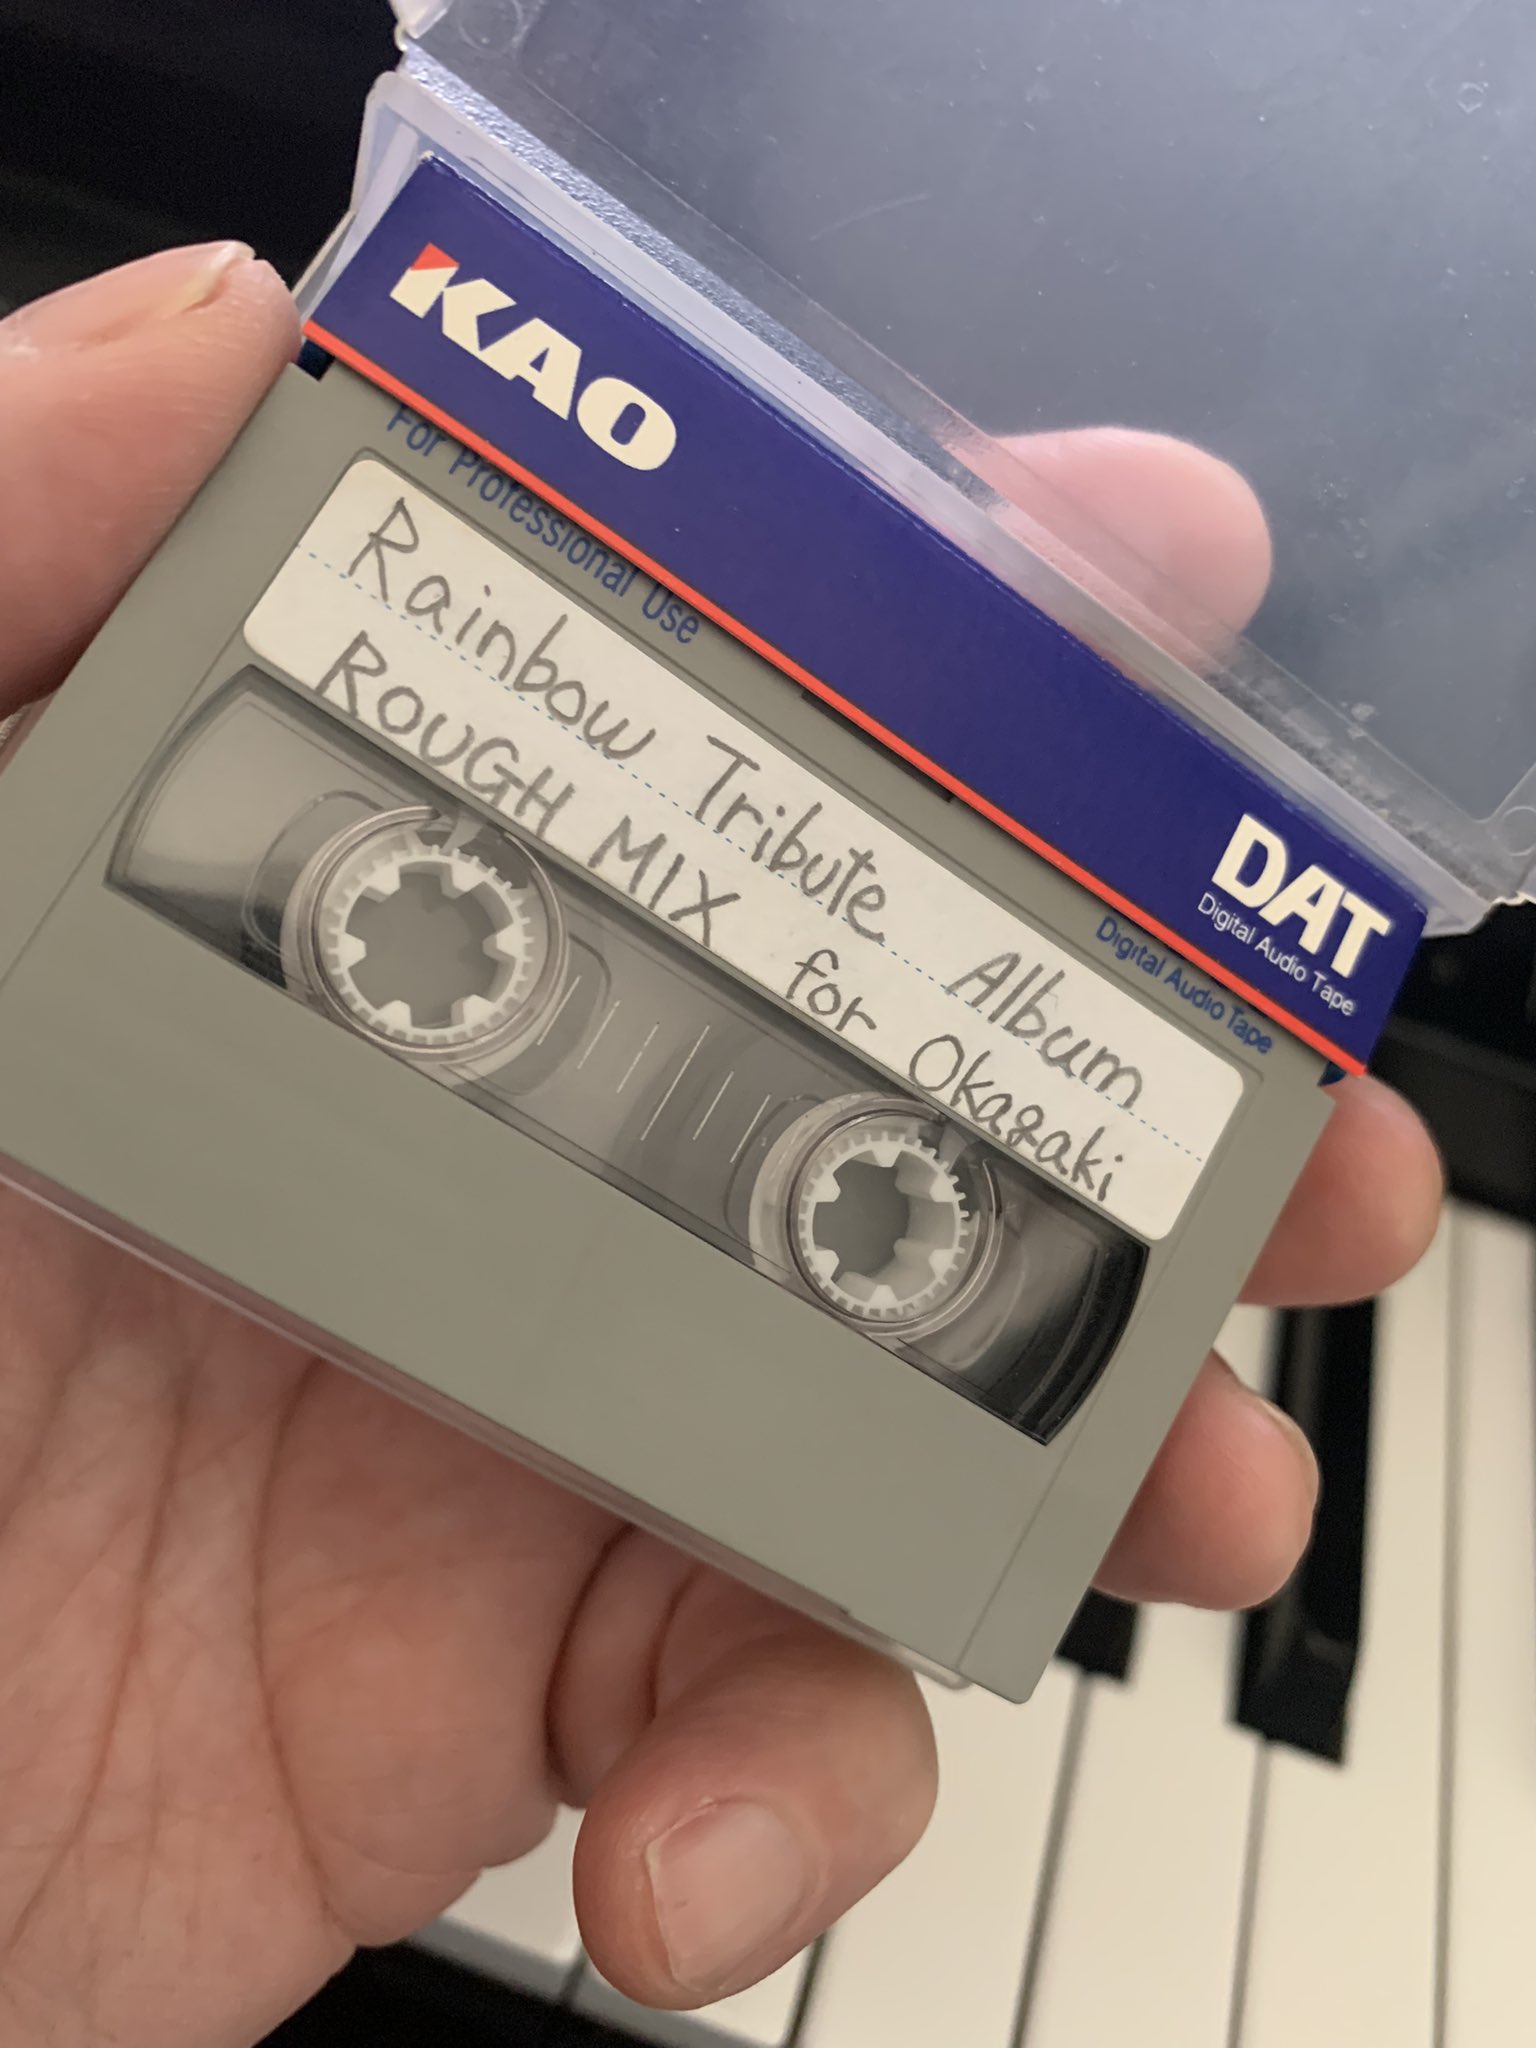 KAO
DAT
Digital Audio Tape
For Professional Use
Digital Audio Tape
Rainbow Tribute Album
ROUGH MIX for Okazaki